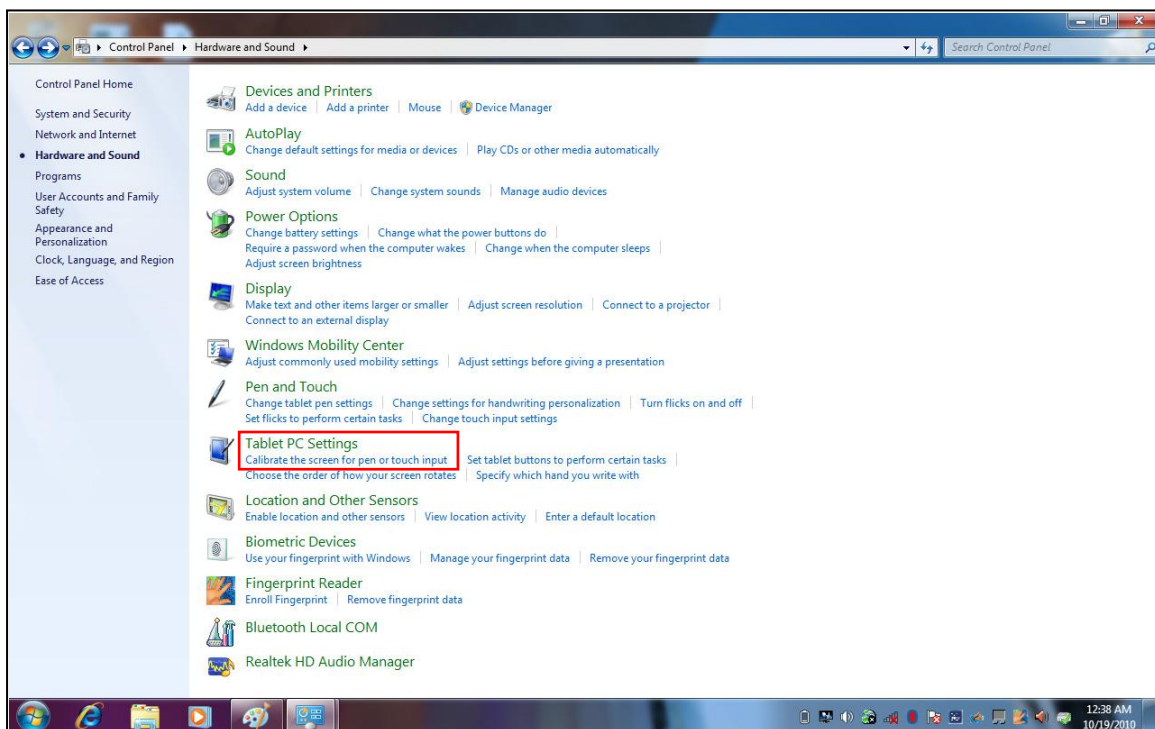 Control Panel Hardware and Sound Search Control Panel
Control Panel Home
System and Security
Network and Internet
Hardware and Sound
Programs
User Accounts and Family
Safety
Appearance and
Personalization
Clock, Language, and Region
Ease of Access
Devices and Printers
Add a device Add a printer Mouse Device Manager
AutoPlay
Change default settings for media or devices Play CDs or other media automatically
Sound
Adjust system volume Change system sounds Manage audio devices
Power Options
Change battery settings Change what the power buttons do
Require a password when the computer wakes Change when the computer sleeps
Adjust screen brightness
Display
Make text and other items larger or smaller Adjust screen resolution Connect to a projector
Connect to an external display
Windows Mobility Center
Adjust commonly used mobility settings Adjust settings before giving a presentation
Pen and Touch
Change tablet pen settings Change settings for handwriting personalization Turn flicks on and off
Set flicks to perform certain tasks Change touch input settings
Tablet PC Settings
Calibrate the screen for pen or touch input Set tablet buttons to perform certain tasks
Choose the order of how your screen rotates Specify which hand you write with
Location and Other Sensors
Enable location and other sensors View location activity Enter a default location
Biometric Devices
Use your fingerprint with Windows Manage your fingerprint data Remove your fingerprint data
Fingerprint Reader
Enroll Fingerprint Remove fingerprint data
Bluetooth Local COM
Realtek HD Audio Manager
12:38 AM
10/19/2010